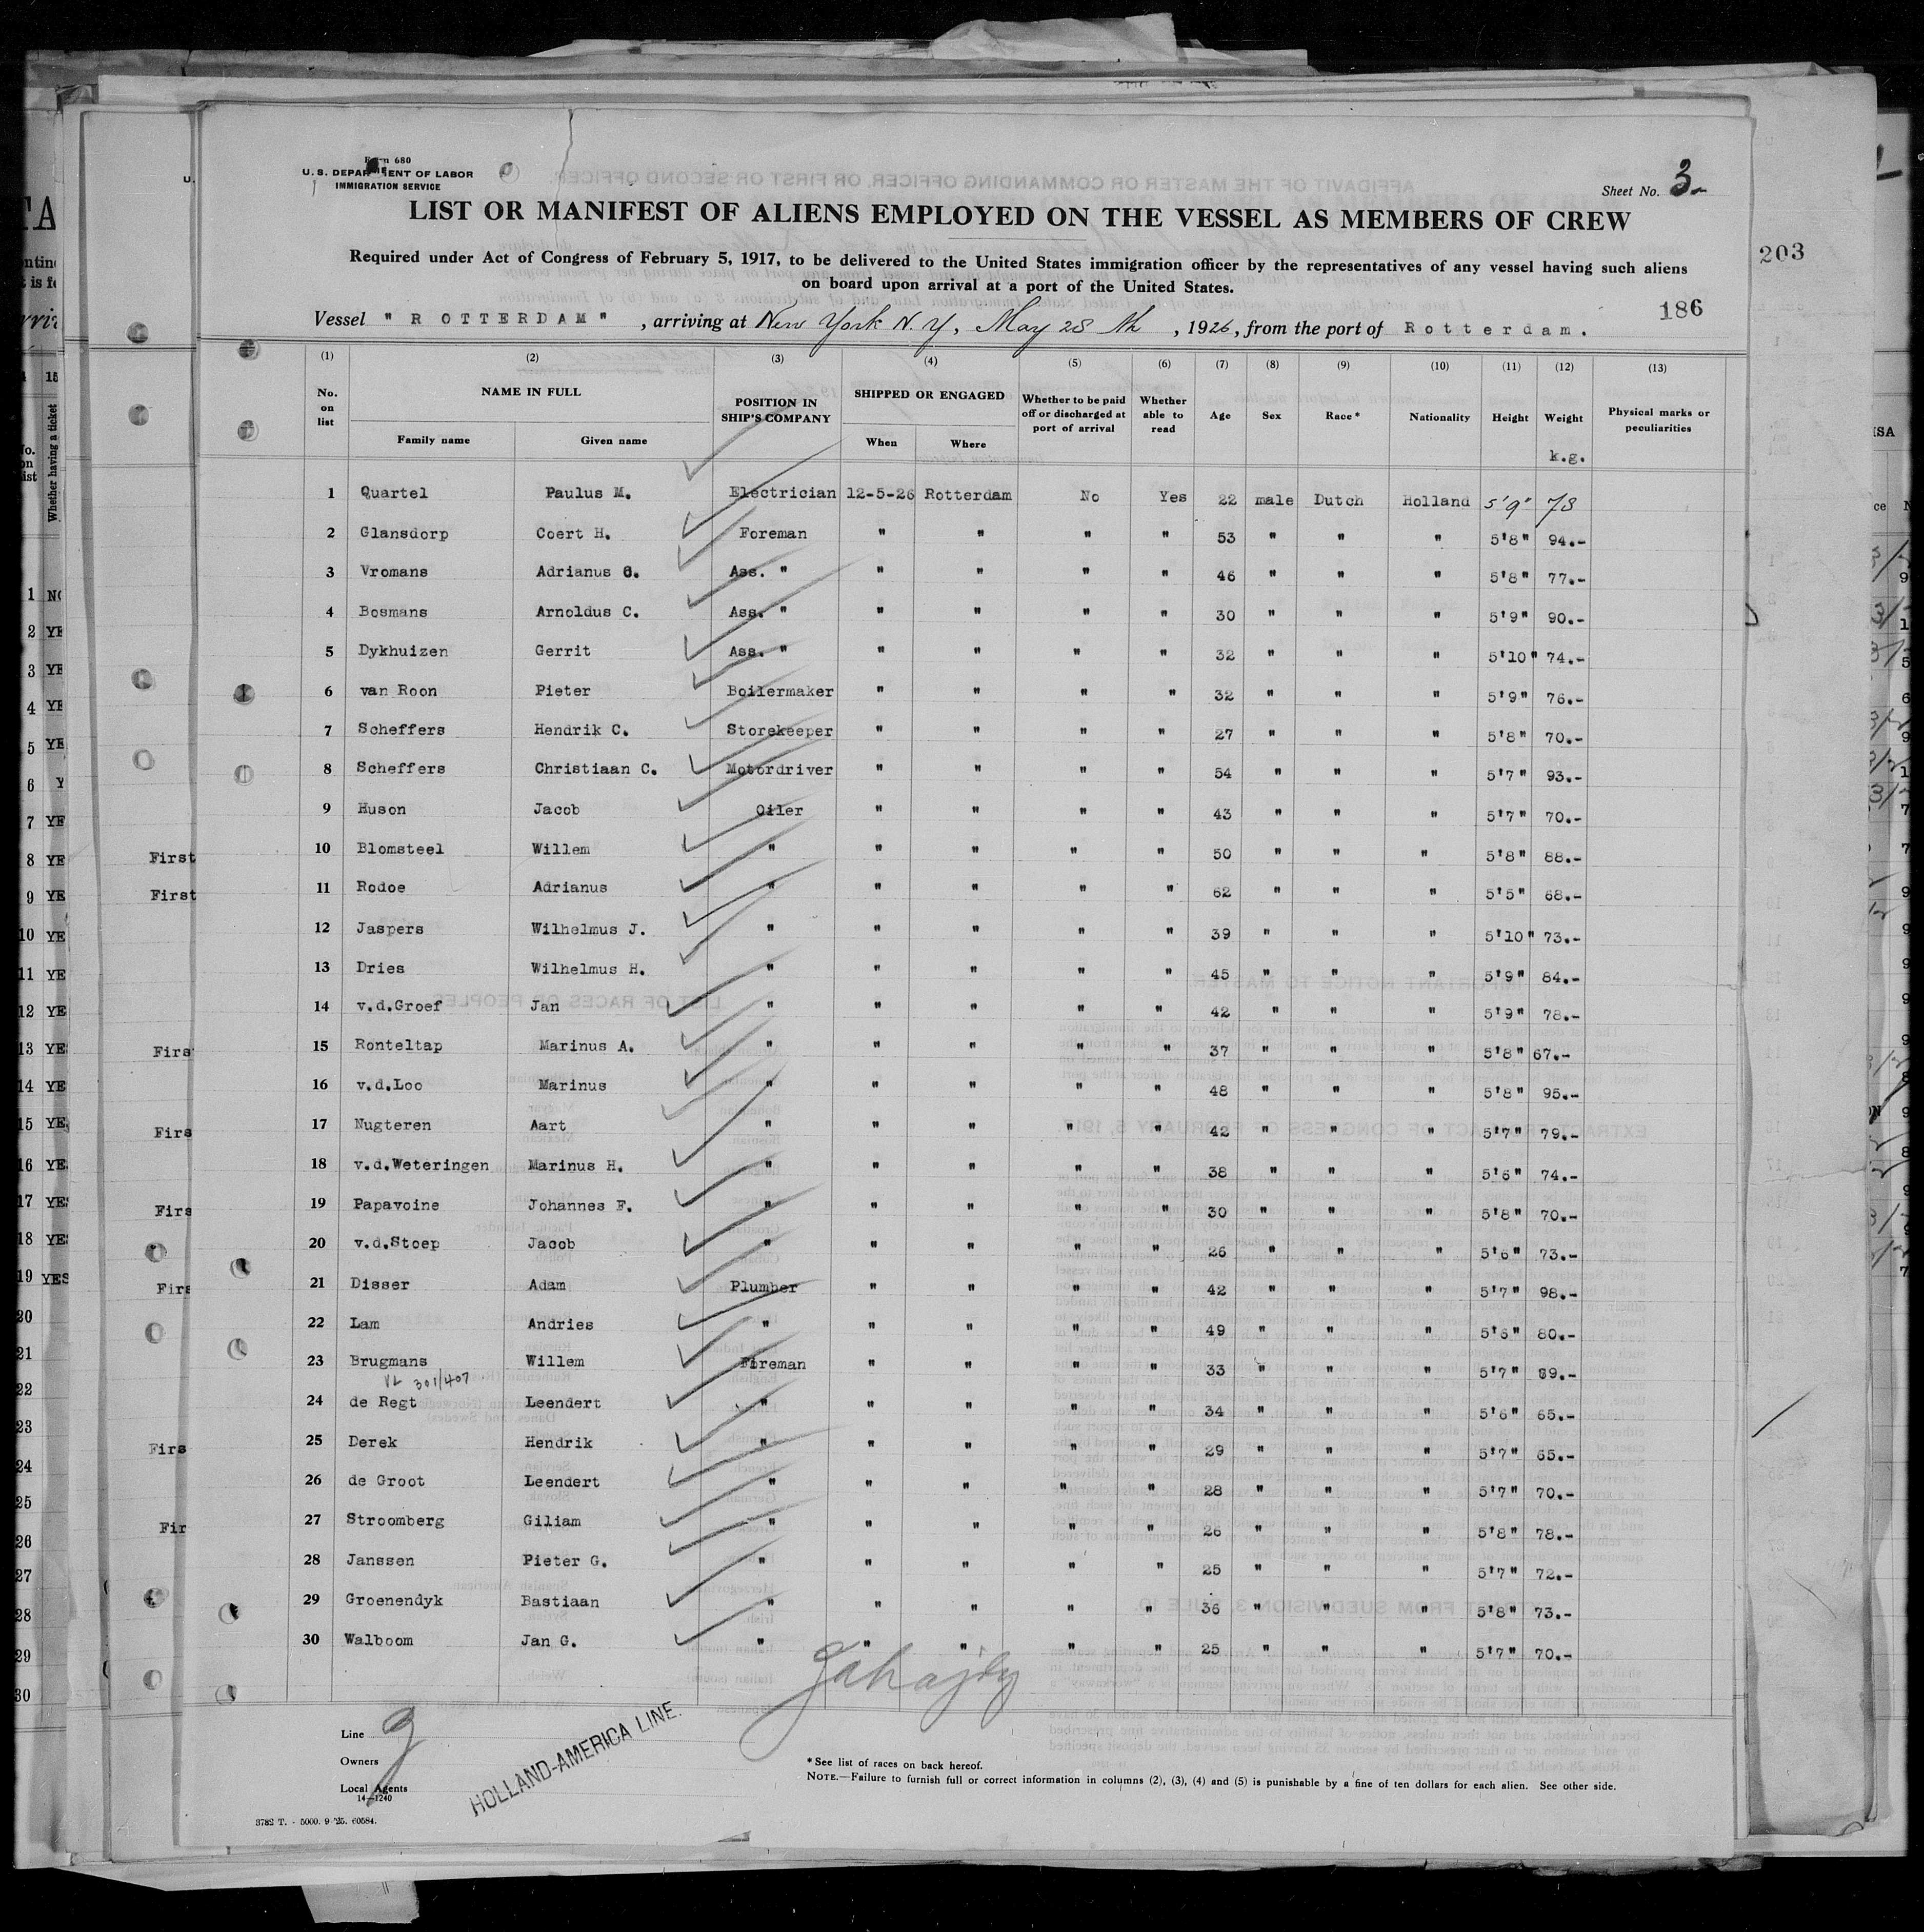 Form 680
U. S. DEPARTMENT OF LABOR
IMMIGRATION SERVICE
Sheet No. 3-
LIST OR MANIFEST OF ALIENS EMPLOYED ON THE VESSEL AS MEMBERS OF CREW
203
Required under Act of Congress of February 5, 1917, to be delivered to the United States immigration officer by the representatives of any vessel having such aliens
on board upon arrival at a port of the United States.
186
Vessel "ROTTERDAM", arriving at New York N.Y, May 28 th, 1926, from the port of Rotterdam.
(1) (2) (3) (4) (5) (6) (7) (8) (9) (10) (11) (12) (13)
No. on list NAME IN FULL Family name Given name POSITION IN SHIP'S COMPANY SHIPPED OR ENGAGED When Where Whether to be paid off or discharged at port of arrival Whether able to read Age Sex Race* Nationality Height Weight Physical marks or peculiarities
k.g.
1 Quartel Paulus M. Electrician 12-5-26 Rotterdam No Yes 22 male Dutch Holland 5'9" 78
2 Glansdorp Coert H. Foreman " " " " 53 " " " 5'8" 94.-
3 Vromans Adrianus C. Ass. " " " " " 46 " " " 5'8" 77.-
4 Bosmans Arnoldus C. Ass. " " " " " 30 " " " 5'9" 90.-
5 Dykhuizen Gerrit Ass. " " " " " 32 " " " 5'10" 74.-
6 van Roon Pieter Boilermaker " " " " 32 " " " 5'9" 76.-
7 Scheffers Hendrik C. Storekeeper " " " " 27 " " " 5'8" 70.-
8 Scheffers Christiaan C. Motordriver " " " " 54 " " " 5'7" 93.-
9 Huson Jacob Oiler " " " " 43 " " " 5'7" 70.-
10 Blomsteel Willem " " " " " 50 " " " 5'8" 88.-
11 Rodoe Adrianus " " " " " 62 " " " 5'5" 68.-
12 Jaspers Wilhelmus J. " " " " " 39 " " " 5'10" 73.-
13 Dries Wilhelmus H. " " " " " 45 " " " 5'9" 84.-
14 v.d.Groef Jan " " " " " 42 " " " 5'9" 78.-
15 Ronteltap Marinus A. " " " " " 37 " " " 5'8" 67.-
16 v.d.Loo Marinus " " " " " 48 " " " 5'8" 95.-
17 Nugteren Aart " " " " " 42 " " " 5'7" 79.-
18 v.d.Weteringen Marinus H. " " " " " 38 " " " 5'6" 74.-
19 Papavoine Johannes F. " " " " " 30 " " " 5'8" 70.-
20 v.d.Stoep Jacob " " " " " 26 " " " 5'6" 73.-
21 Disser Adam Plumber " " " " 42 " " " 5'7" 98.-
22 Lam Andries " " " " " 49 " " " 5'6" 80.-
23 Brugmans Willem Fireman " " " " 33 " " " 5'7" 69.-
VL 301/407
24 de Regt Leendert " " " " " 34 " " " 5'6" 65.-
25 Derek Hendrik " " " " " 29 " " " 5'7" 65.-
26 de Groot Leendert " " " " " 28 " " " 5'7" 70.-
27 Stroomberg Giliam " " " " " 26 " " " 5'8" 78.-
28 Janssen Pieter G. " " " " " 25 " " " 5'7" 72.-
29 Groenendyk Bastiaan " " " " " 36 " " " 5'8" 73.-
30 Walboom Jan G. " " " " " 25 " " " 5'7" 70.-
Line
Owners
Local Agents
14—1240
HOLLAND-AMERICA LINE.
* See list of races on back hereof.
NOTE.—Failure to furnish full or correct information in columns (2), (3), (4) and (5) is punishable by a fine of ten dollars for each alien. See other side.
3782 T. - 5000. 9-'25. 60584.